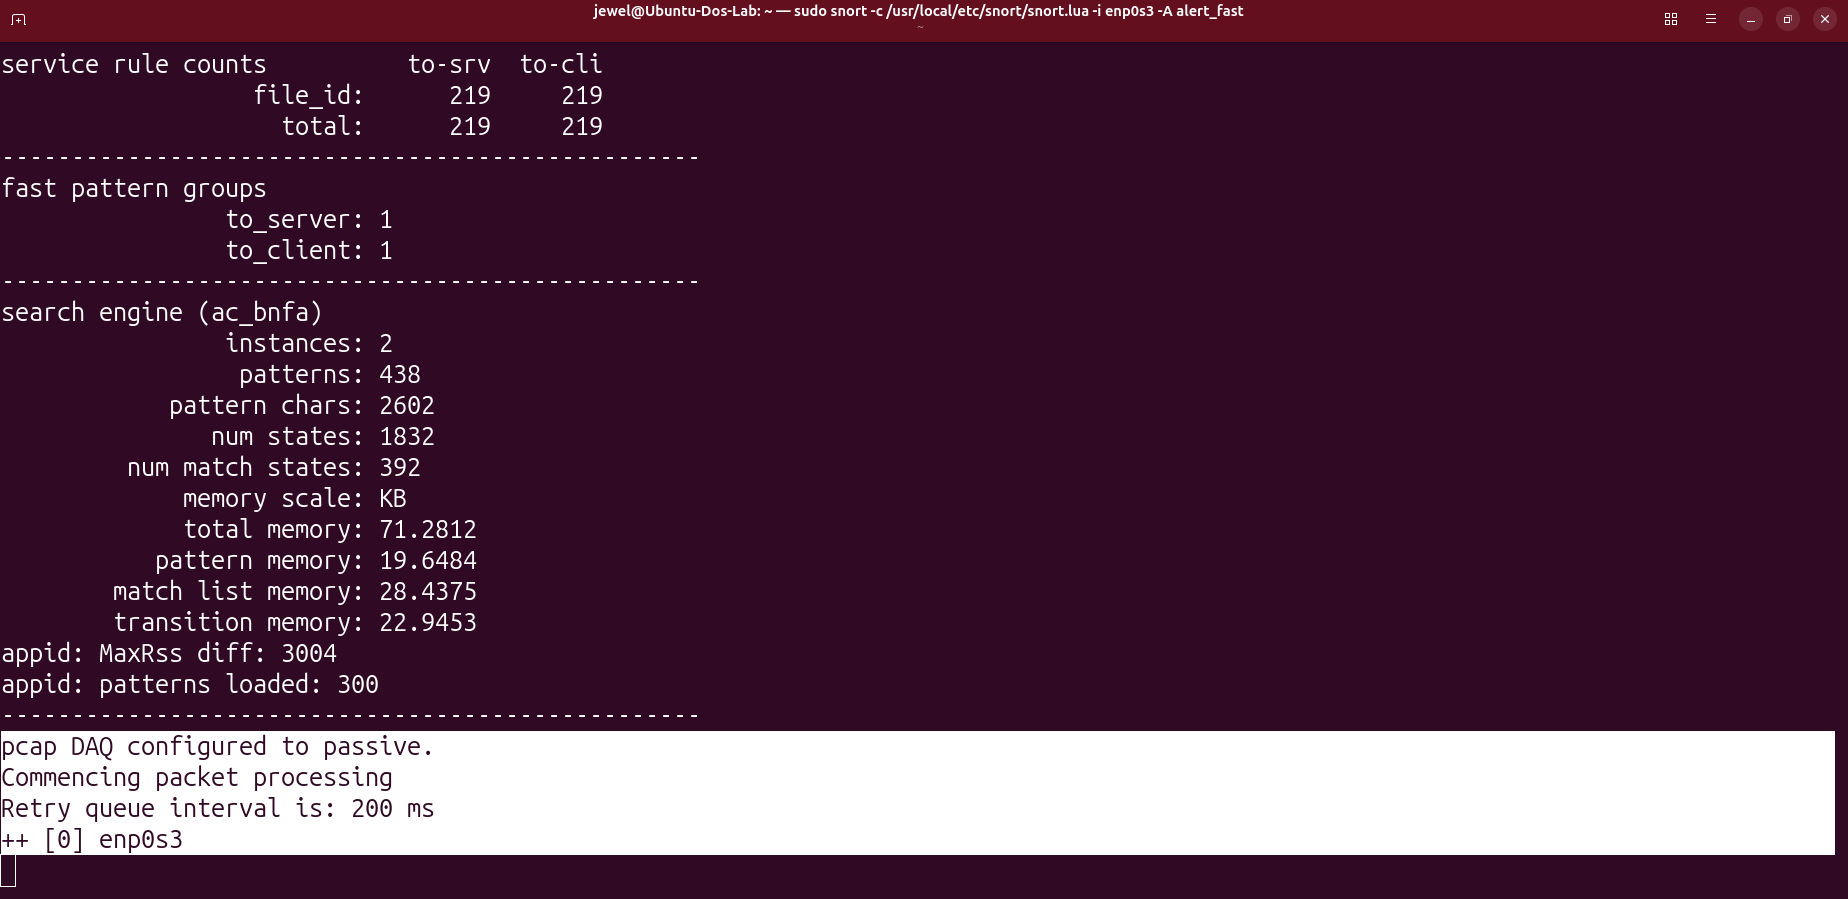 jewel@Ubuntu-Dos-Lab: ~ — sudo snort -c /usr/local/etc/snort/snort.lua -i enp0s3 -A alert_fast
~
service rule counts          to-srv  to-cli
                  file_id:      219     219
                    total:      219     219
--------------------------------------------------
fast pattern groups
                to_server: 1
                to_client: 1
--------------------------------------------------
search engine (ac_bnfa)
                instances: 2
                 patterns: 438
            pattern chars: 2602
               num states: 1832
         num match states: 392
             memory scale: KB
             total memory: 71.2812
           pattern memory: 19.6484
        match list memory: 28.4375
        transition memory: 22.9453
appid: MaxRss diff: 3004
appid: patterns loaded: 300
--------------------------------------------------
pcap DAQ configured to passive.
Commencing packet processing
Retry queue interval is: 200 ms
++ [0] enp0s3